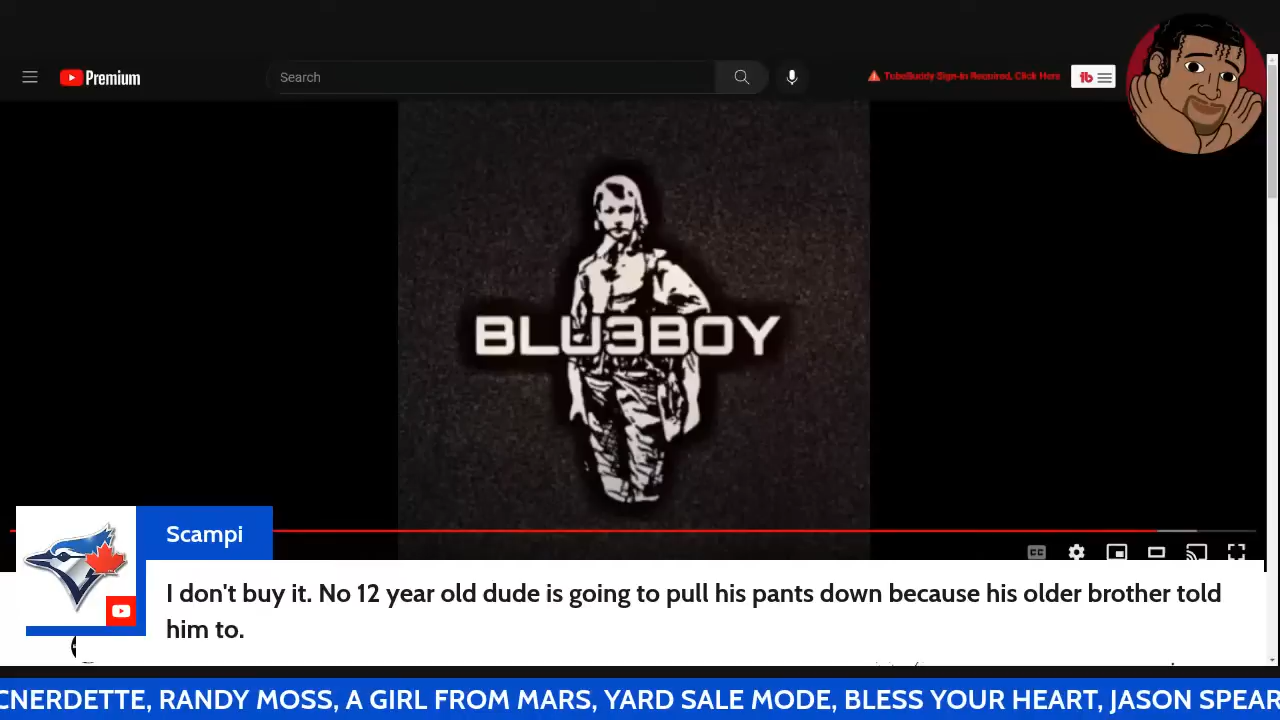 Premium
Search
TubeBuddy Sign-in Required, Click Here
tb
BLU3BOY
CC
Scampi
I don't buy it. No 12 year old dude is going to pull his pants down because his older brother told
him to.
CNERDETTE, RANDY MOSS, A GIRL FROM MARS, YARD SALE MODE, BLESS YOUR HEART, JASON SPEAR